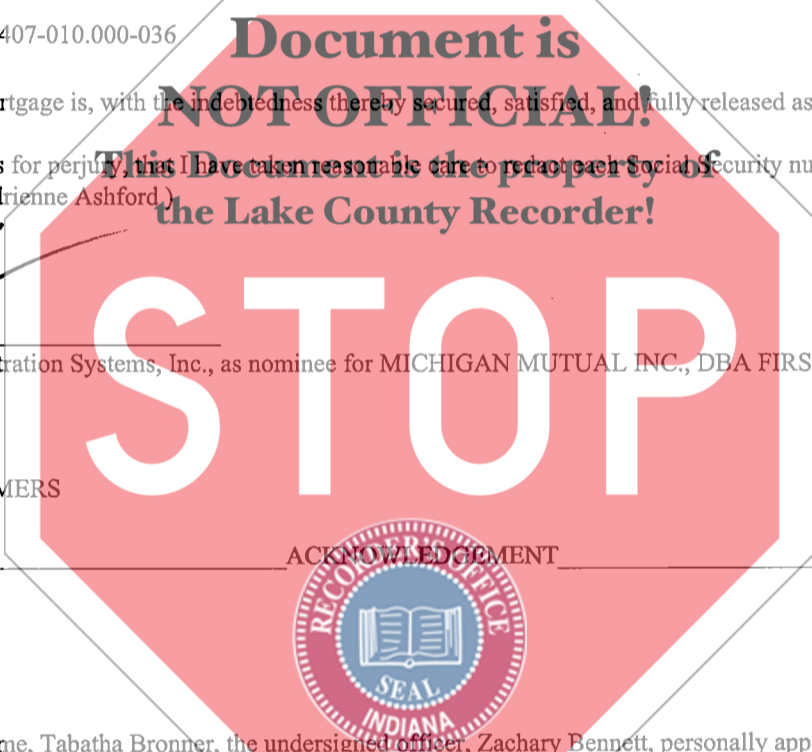 407-010.000-036
Document is
rtgage is, with the indebtedness thereby secured, satisfied, and fully released as
NOT OFFICIAL!
s for perjury, that I have taken reasonable care to redact each Social Security nu
This Document is the property of
rienne Ashford )
the Lake County Recorder!
STOP
tration Systems, Inc., as nominee for MICHIGAN MUTUAL INC., DBA FIRS
MERS
ACKNOWLEDGEMENT
RECORDER'S OFFICE
SEAL
INDIANA
me, Tabatha Bronner, the undersigned officer, Zachary Bennett, personally app